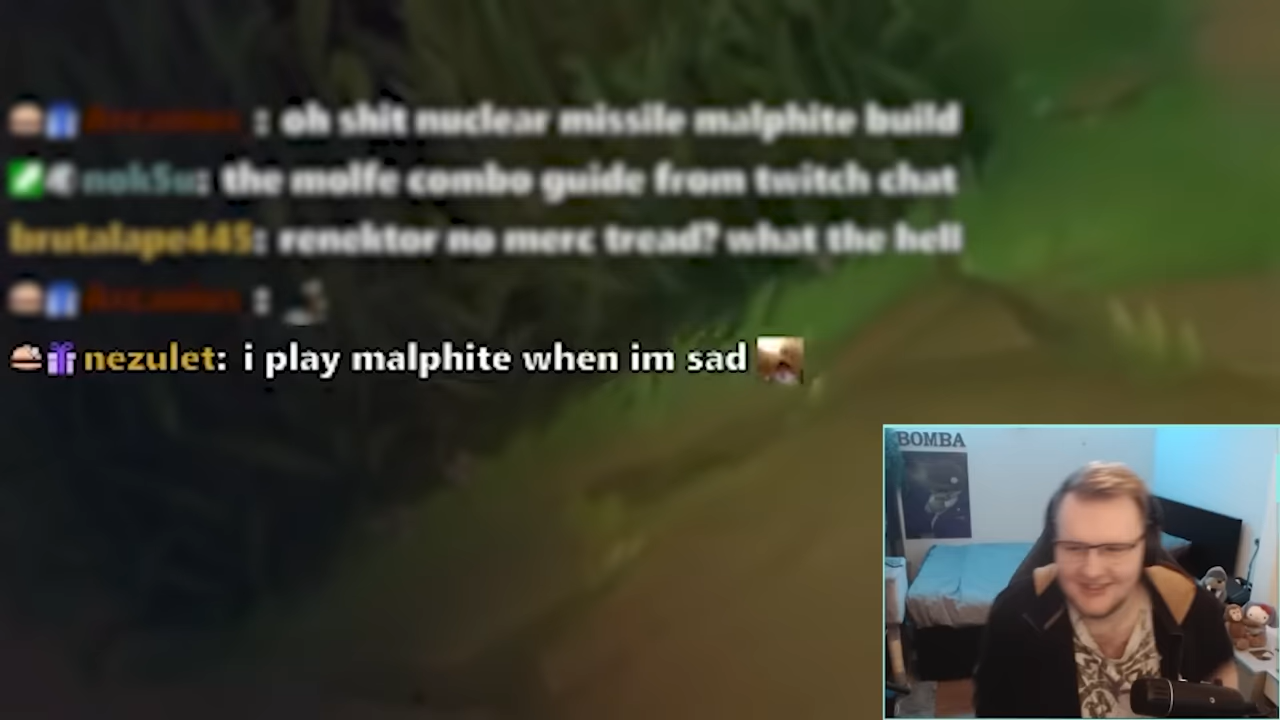 : oh shit nuclear missile malphite build
nok5u: the molfe combo guide from twitch chat
brutalape445: renektor no merc tread? what the hell
:
nezulet: i play malphite when im sad
BOMBA